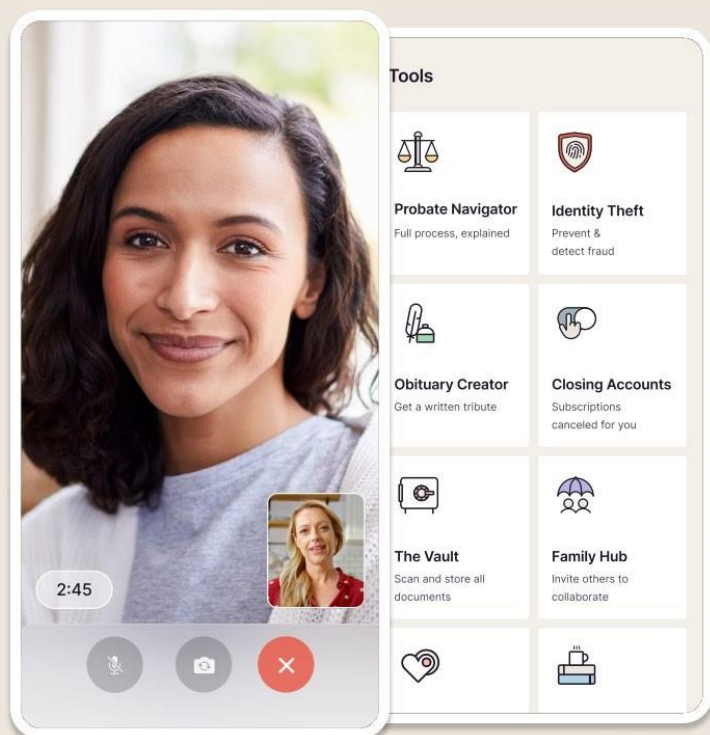 Tools
Probate Navigator
Full process, explained
Identity Theft
Prevent &
detect fraud
Obituary Creator
Get a written tribute
Closing Accounts
Subscriptions
canceled for you
The Vault
Scan and store all
documents
Family Hub
Invite others to
collaborate
2:45